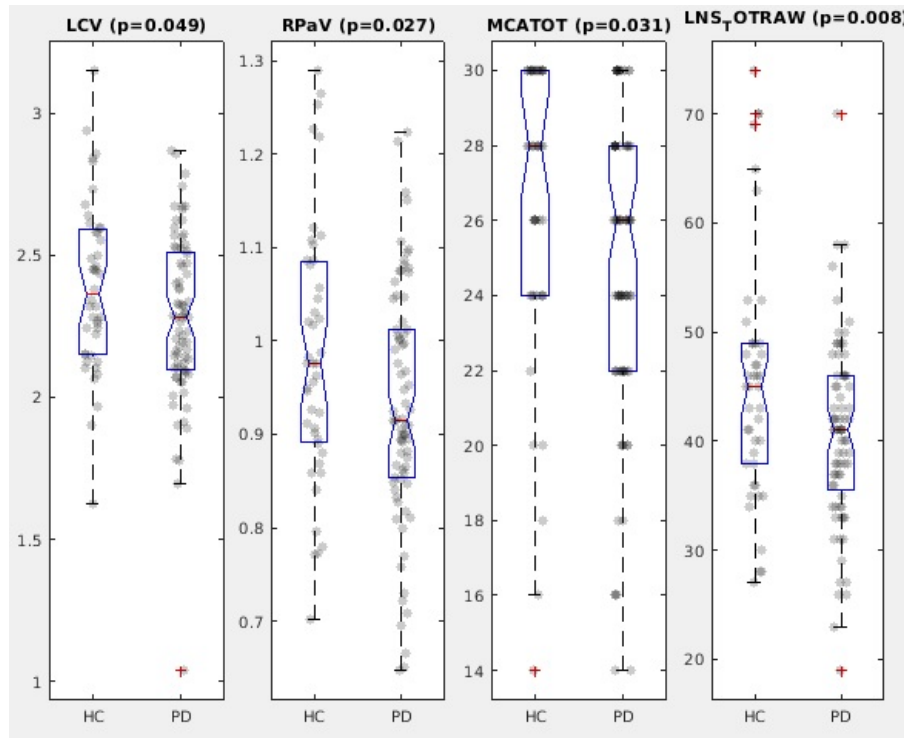 LCV (p=0.049)
3
2.5
2
1.5
1
HC
PD
RPaV (p=0.027)
1.3
1.2
1.1
1
0.9
0.8
0.7
HC
PD
MCATOT (p=0.031)
30
28
26
24
22
20
18
16
14
HC
PD
LNS_TOTRAW (p=0.008)
70
60
50
40
30
20
HC
PD